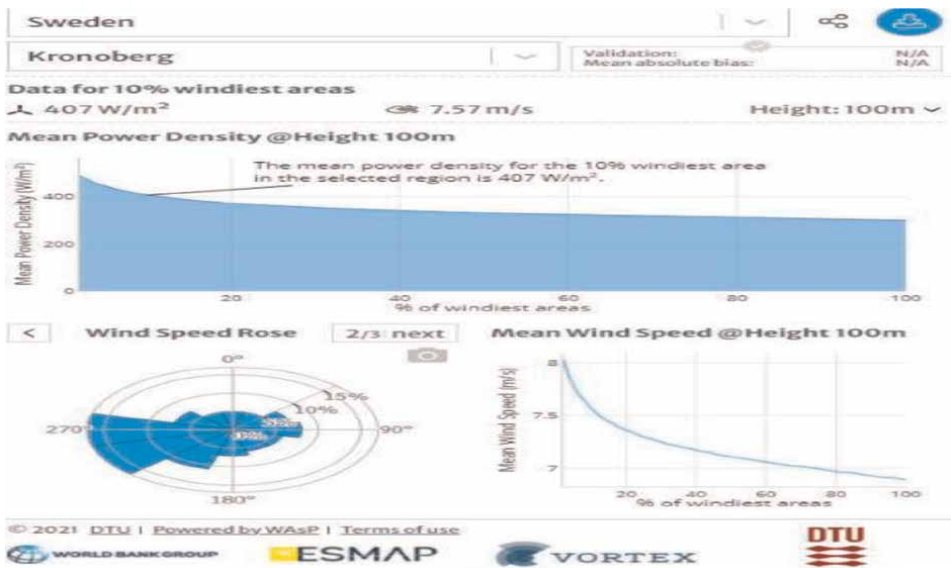 Sweden
Kronoberg
Validation: N/A
Mean absolute bias: N/A
Data for 10% windiest areas
407 W/m² 7.57 m/s Height: 100m
Mean Power Density @Height 100m
The mean power density for the 10% windiest area
in the selected region is 407 W/m².
Mean Power Density (W/m²)
400
200
0
20 40 60 80 100
% of windiest areas
< Wind Speed Rose 2/3 next
0°
15%
10%
270° 90°
180°
Mean Wind Speed @Height 100m
Mean Wind Speed (m/s)
8
7.5
7
20 40 60 80 100
% of windiest areas
© 2021 DTU | Powered by WAsP | Terms of use
WORLD BANK GROUP ESMAP VORTEX DTU